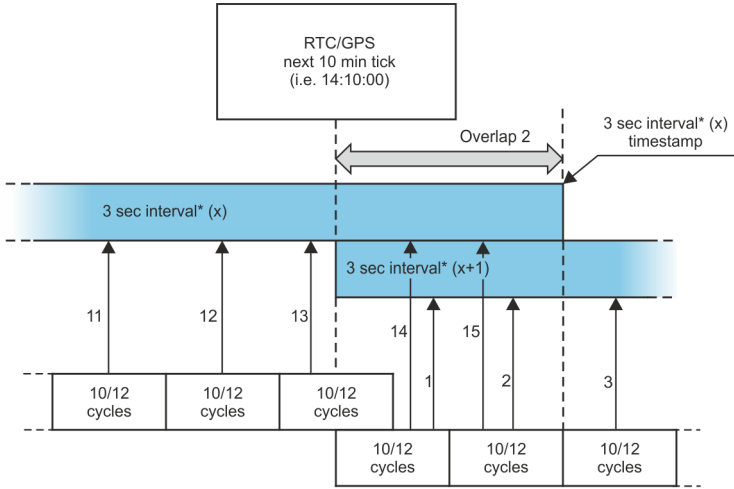 RTC/GPS
next 10 min tick
(i.e. 14:10:00)
Overlap 2
3 sec interval* (x)
timestamp
3 sec interval* (x)
3 sec interval* (x+1)
11
12
13
14
15
1
2
3
10/12
cycles
10/12
cycles
10/12
cycles
10/12
cycles
10/12
cycles
10/12
cycles